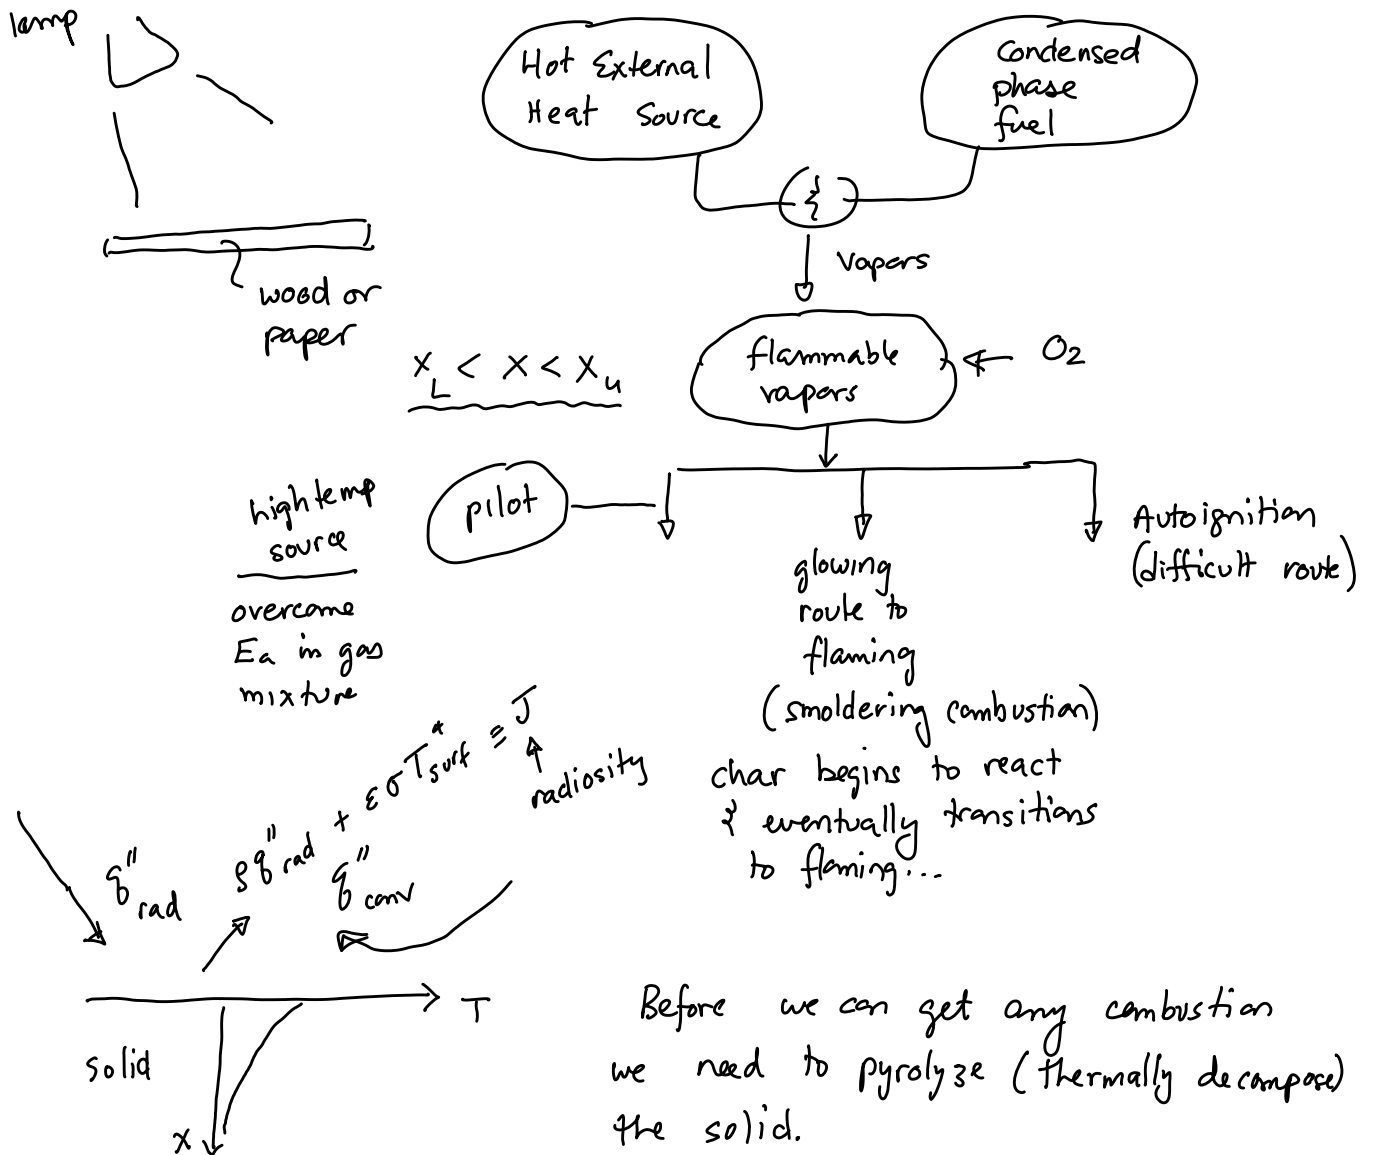 lamp
Hot External
Heat Source
Condensed
phase
fuel
&
vapors
wood or
paper
X_L < X < X_u
flammable
vapors
O2
pilot
high temp
source
overcome
Ea in gas
mixture
glowing
route to
flaming
(smoldering combustion)
char begins to react
& eventually transitions
to flaming...
Autoignition
(difficult route)
q"rad
ρq"rad + εσT⁴surf ≡ J
radiosity
q"conv
T
solid
x
Before we can get any combustion
we need to pyrolyze (thermally decompose)
the solid.